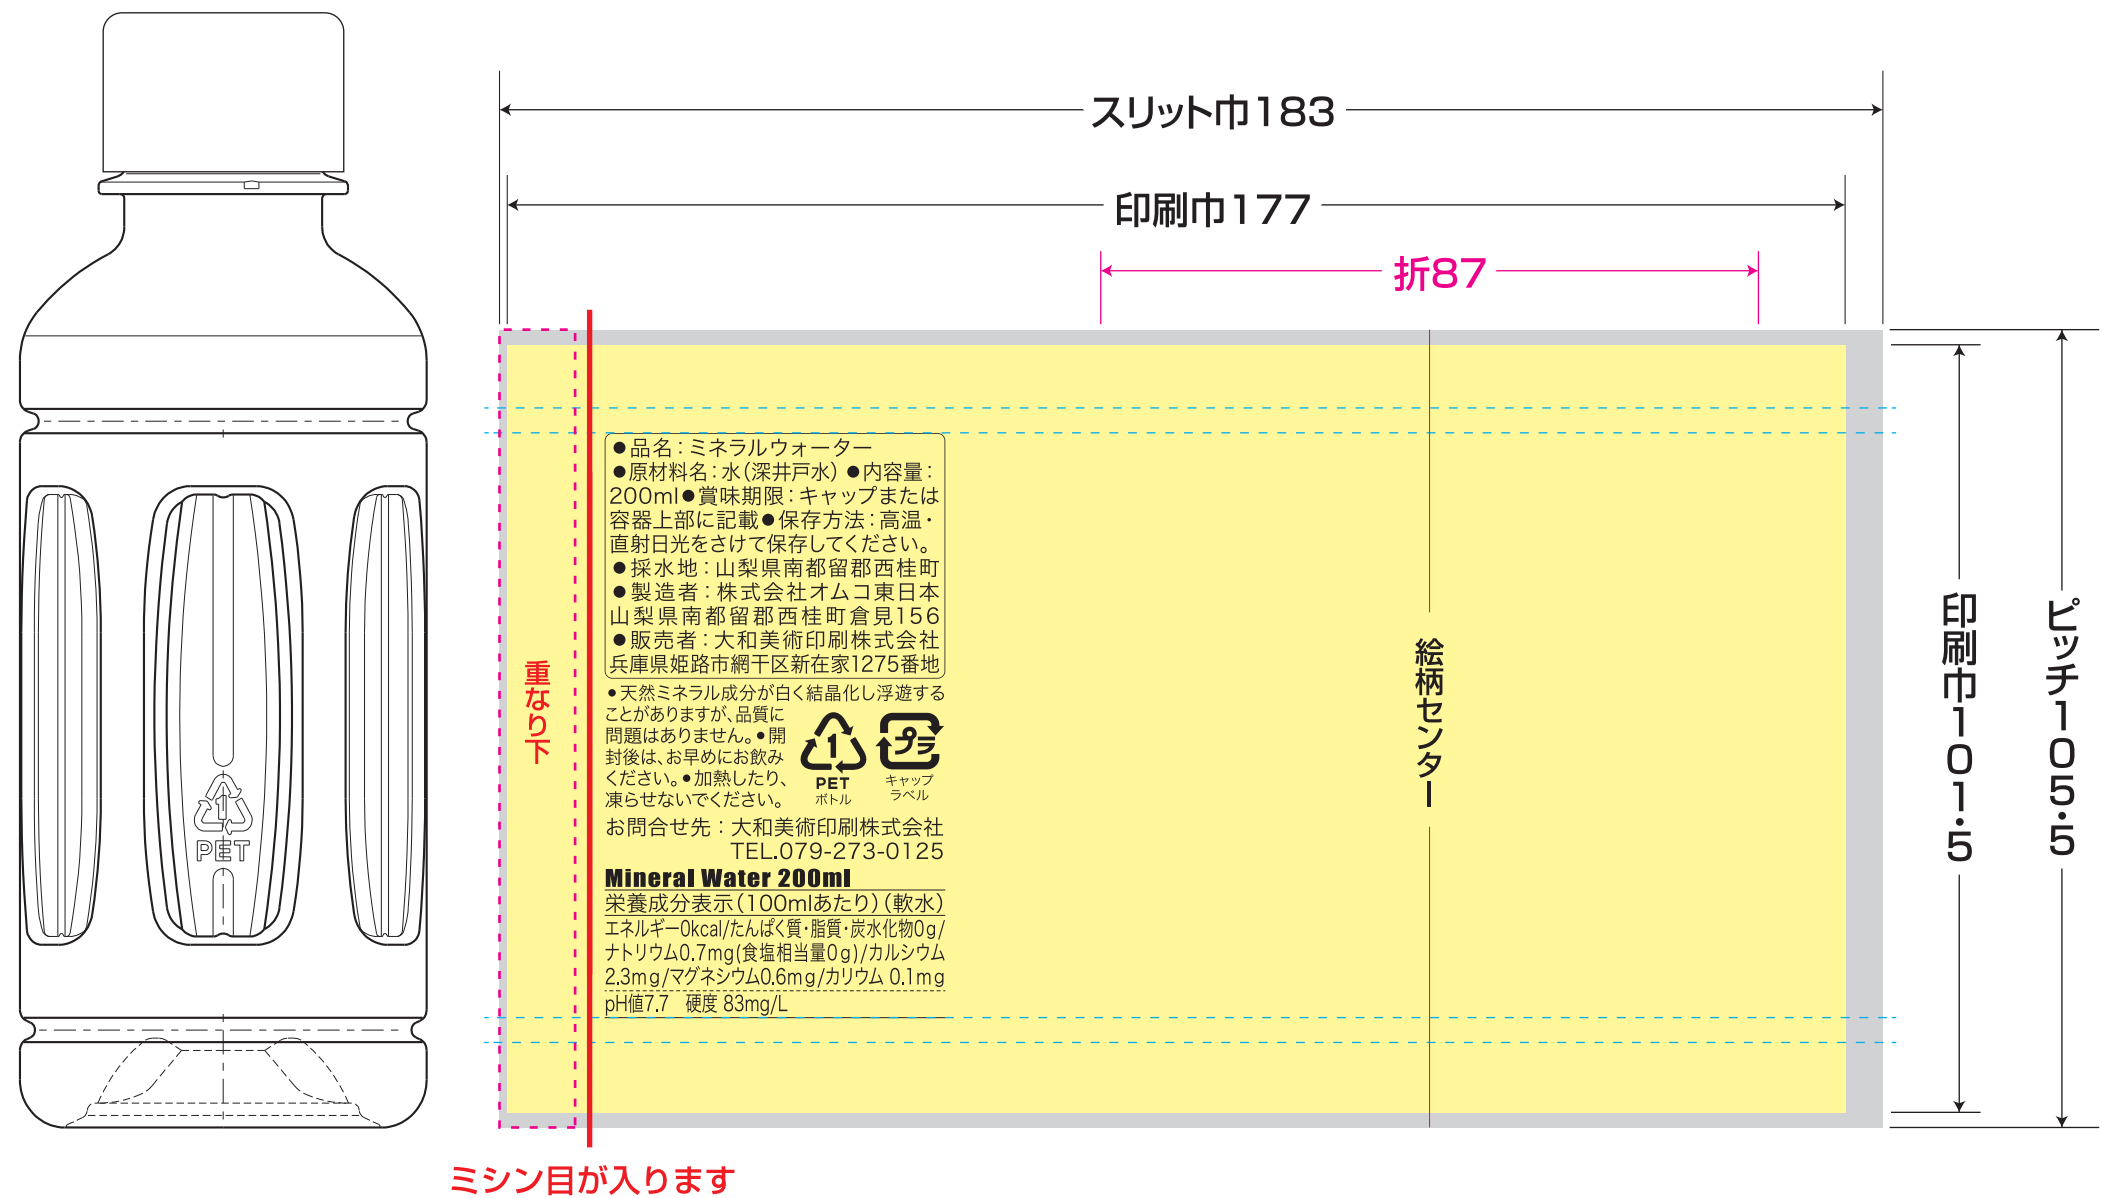 スリット巾183
印刷巾177
折87
●品名：ミネラルウォーター
●原材料名：水（深井戸水）●内容量：
200ml●賞味期限：キャップまたは
容器上部に記載●保存方法：高温・
直射日光をさけて保存してください。
●採水地：山梨県南都留郡西桂町
●製造者：株式会社オムコ東日本
山梨県南都留郡西桂町倉見156
●販売者：大和美術印刷株式会社
兵庫県姫路市網干区新在家1275番地
●天然ミネラル成分が白く結晶化し浮遊する
ことがありますが、品質に
問題はありません。●開
封後は、お早めにお飲み
ください。●加熱したり、
凍らせないでください。
1
PET
ボトル
プラ
キャップ
ラベル
お問合せ先：大和美術印刷株式会社
TEL.079-273-0125
Mineral Water 200ml
栄養成分表示（100mlあたり）（軟水）
エネルギー0kcal/たんぱく質・脂質・炭水化物0g/
ナトリウム0.7mg(食塩相当量0g)/カルシウム
2.3mg/マグネシウム0.6mg/カリウム 0.1mg
pH値7.7　硬度 83mg/L
重なり下
絵柄センター
印刷巾101.5
ピッチ105.5
1
PET
ミシン目が入ります